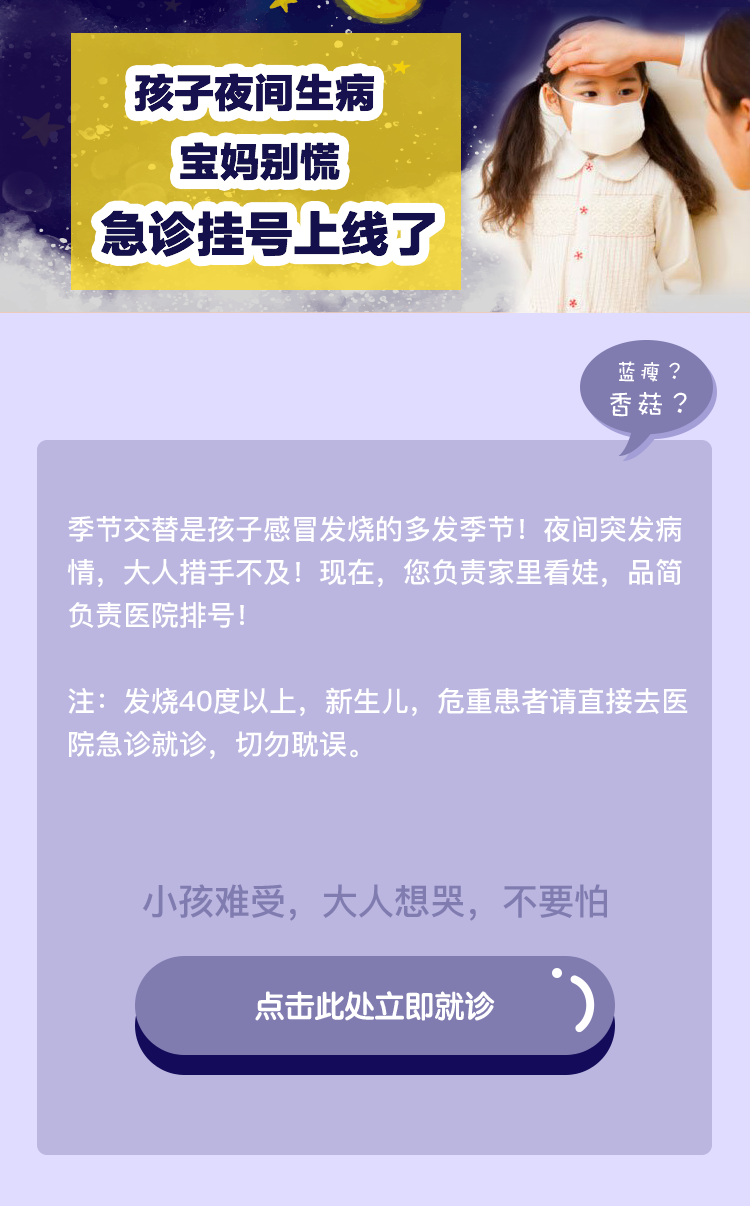 孩子夜间生病
宝妈别慌
急诊挂号上线了
蓝瘦？
香菇？
季节交替是孩子感冒发烧的多发季节！夜间突发病
情，大人措手不及！现在，您负责家里看娃，品简
负责医院排号！
注：发烧40度以上，新生儿，危重患者请直接去医
院急诊就诊，切勿耽误。
小孩难受，大人想哭，不要怕
点击此处立即就诊